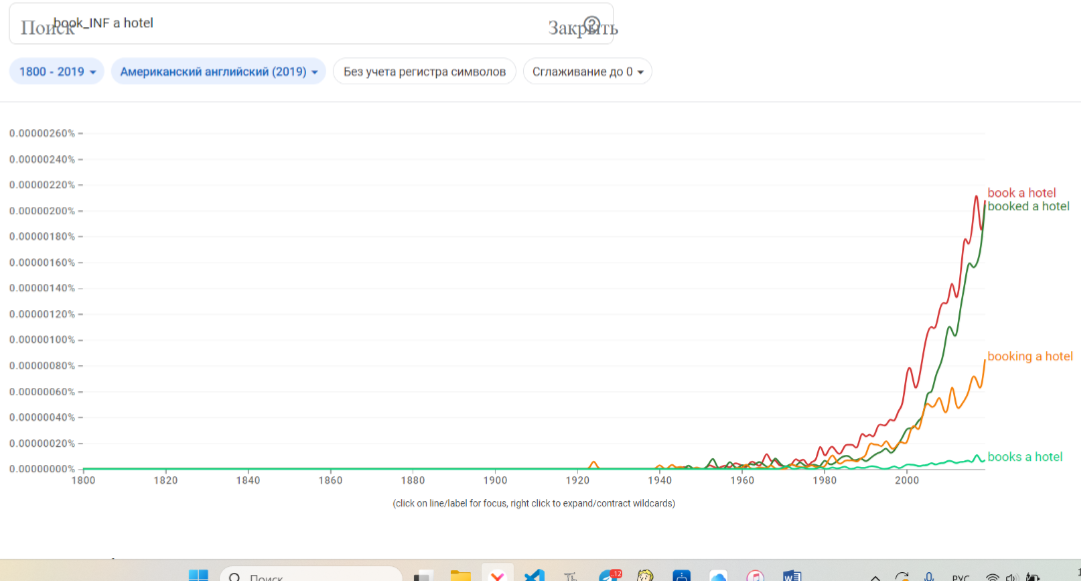 book_INF a hotel
Поиск
Закрыть
1800 - 2019
Американский английский (2019)
Без учета регистра символов
Сглаживание до 0
0.00000260%
0.00000240%
0.00000220%
0.00000200%
0.00000180%
0.00000160%
0.00000140%
0.00000120%
0.00000100%
0.00000080%
0.00000060%
0.00000040%
0.00000020%
0.00000000%
book a hotel
booked a hotel
booking a hotel
books a hotel
1800 1820 1840 1860 1880 1900 1920 1940 1960 1980 2000
(click on line/label for focus, right click to expand/contract wildcards)
Поиск
12
РУС